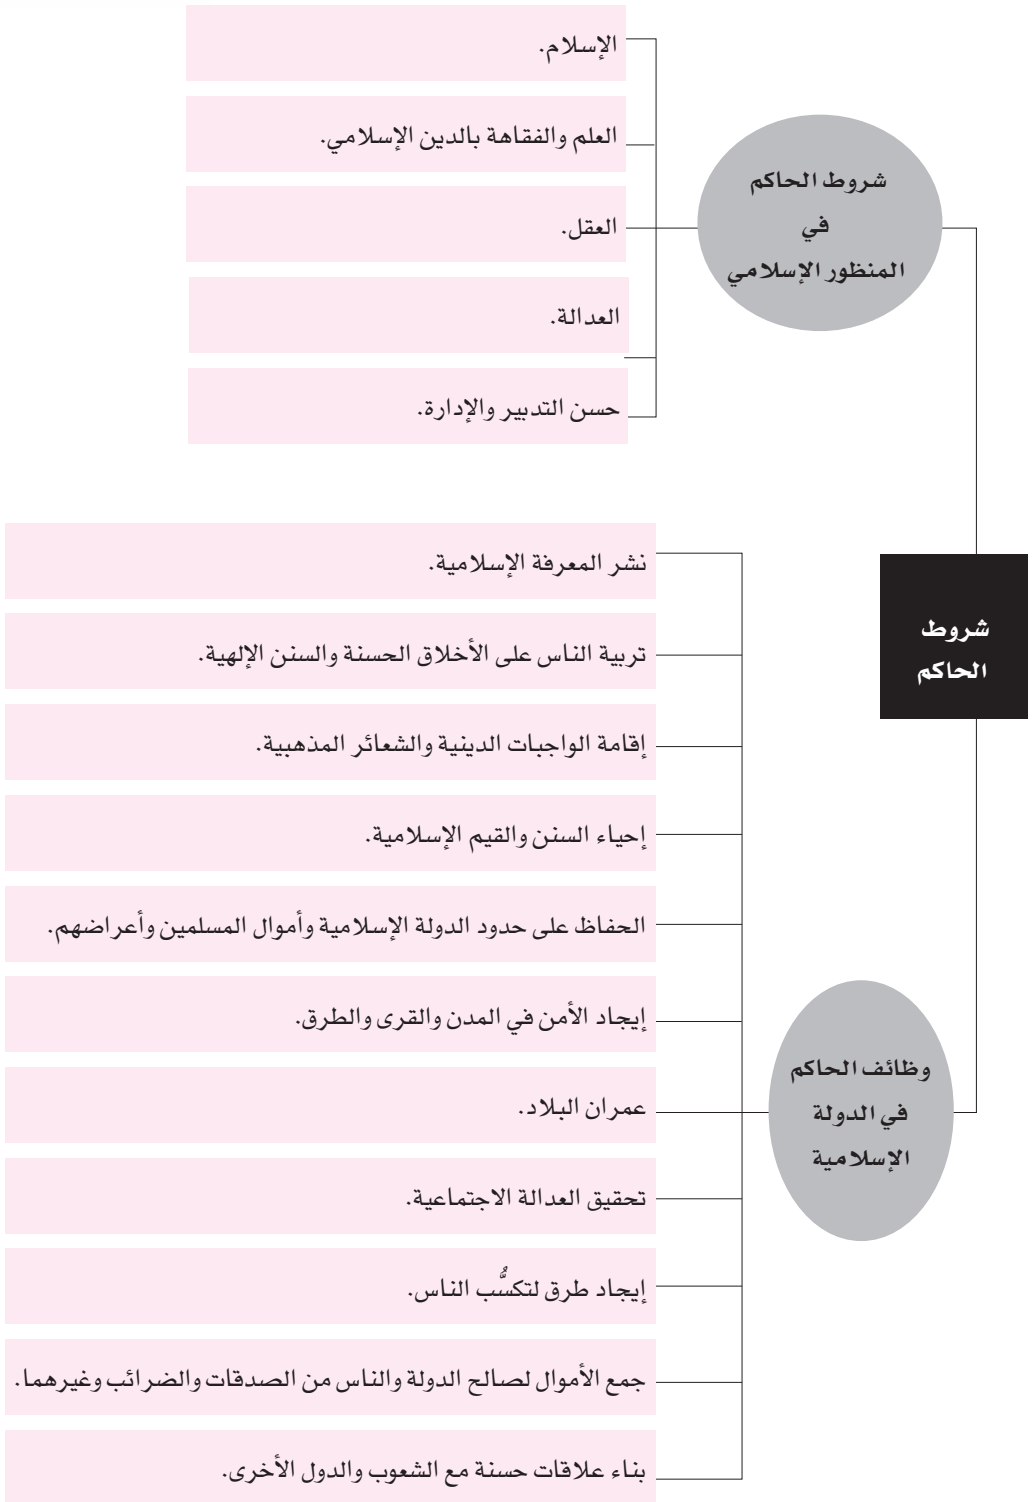 شروط
الحاكم
شروط الحاكم
في
المنظور الإسلامي
الإسلام.
العلم والفقاهة بالدين الإسلامي.
العقل.
العدالة.
حسن التدبير والإدارة.
وظائف الحاكم
في الدولة
الإسلامية
نشر المعرفة الإسلامية.
تربية الناس على الأخلاق الحسنة والسنن الإلهية.
إقامة الواجبات الدينية والشعائر المذهبية.
إحياء السنن والقيم الإسلامية.
الحفاظ على حدود الدولة الإسلامية وأموال المسلمين وأعراضهم.
إيجاد الأمن في المدن والقرى والطرق.
عمران البلاد.
تحقيق العدالة الاجتماعية.
إيجاد طرق لتكسُّب الناس.
جمع الأموال لصالح الدولة والناس من الصدقات والضرائب وغيرهما.
بناء علاقات حسنة مع الشعوب والدول الأخرى.